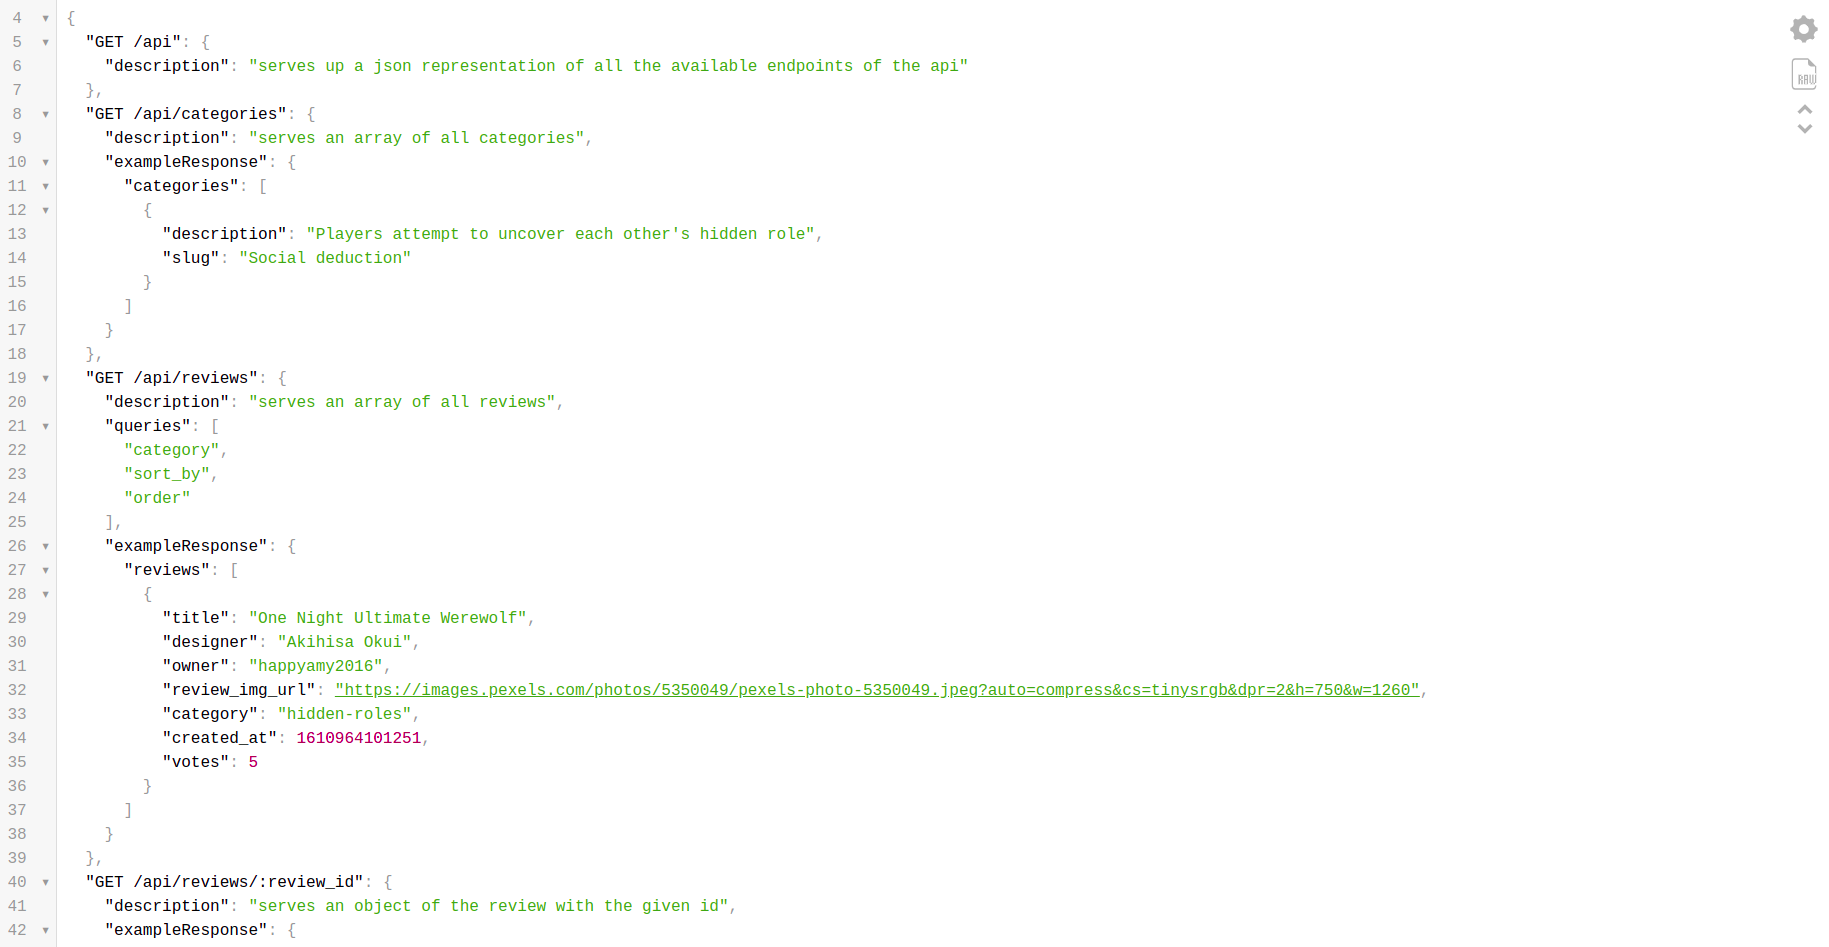 4 ▼ {
5 ▼   "GET /api": {
6     "description": "serves up a json representation of all the available endpoints of the api"
7   },
8 ▼   "GET /api/categories": {
9     "description": "serves an array of all categories",
10 ▼     "exampleResponse": {
11 ▼       "categories": [
12 ▼         {
13           "description": "Players attempt to uncover each other's hidden role",
14           "slug": "Social deduction"
15         }
16       ]
17     }
18   },
19 ▼   "GET /api/reviews": {
20     "description": "serves an array of all reviews",
21 ▼     "queries": [
22       "category",
23       "sort_by",
24       "order"
25     ],
26 ▼     "exampleResponse": {
27 ▼       "reviews": [
28 ▼         {
29           "title": "One Night Ultimate Werewolf",
30           "designer": "Akihisa Okui",
31           "owner": "happyamy2016",
32           "review_img_url": "https://images.pexels.com/photos/5350049/pexels-photo-5350049.jpeg?auto=compress&cs=tinysrgb&dpr=2&h=750&w=1260",
33           "category": "hidden-roles",
34           "created_at": 1610964101251,
35           "votes": 5
36         }
37       ]
38     }
39   },
40 ▼   "GET /api/reviews/:review_id": {
41     "description": "serves an object of the review with the given id",
42 ▼     "exampleResponse": {
RAW